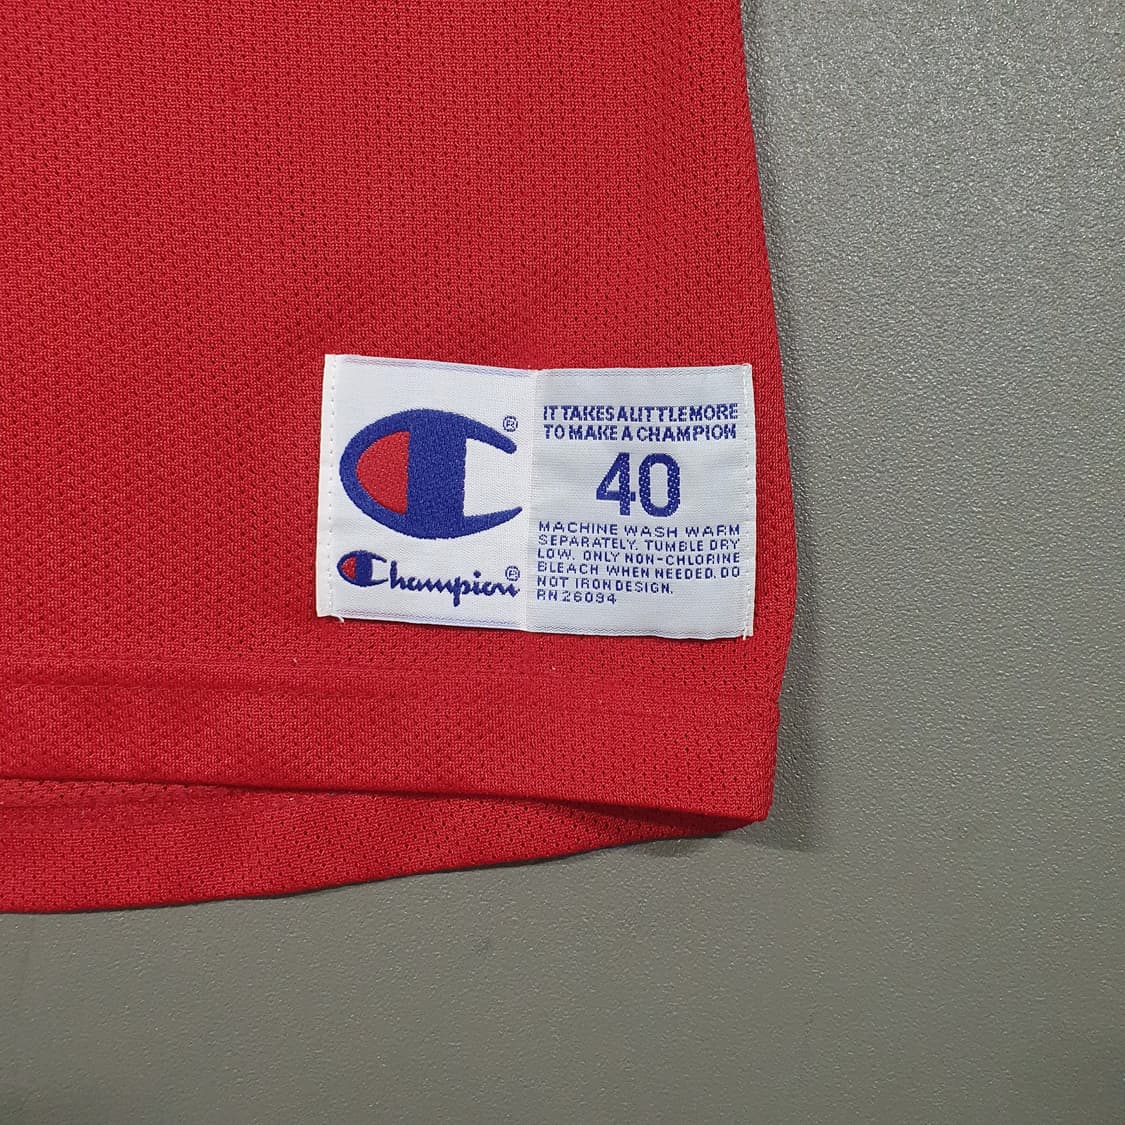 ®
Champion®
IT TAKES A LITTLE MORE
TO MAKE A CHAMPION
40
MACHINE WASH WARM
SEPARATELY. TUMBLE DRY
LOW. ONLY NON-CHLORINE
BLEACH WHEN NEEDED. DO
NOT IRON DESIGN.
RN 26094